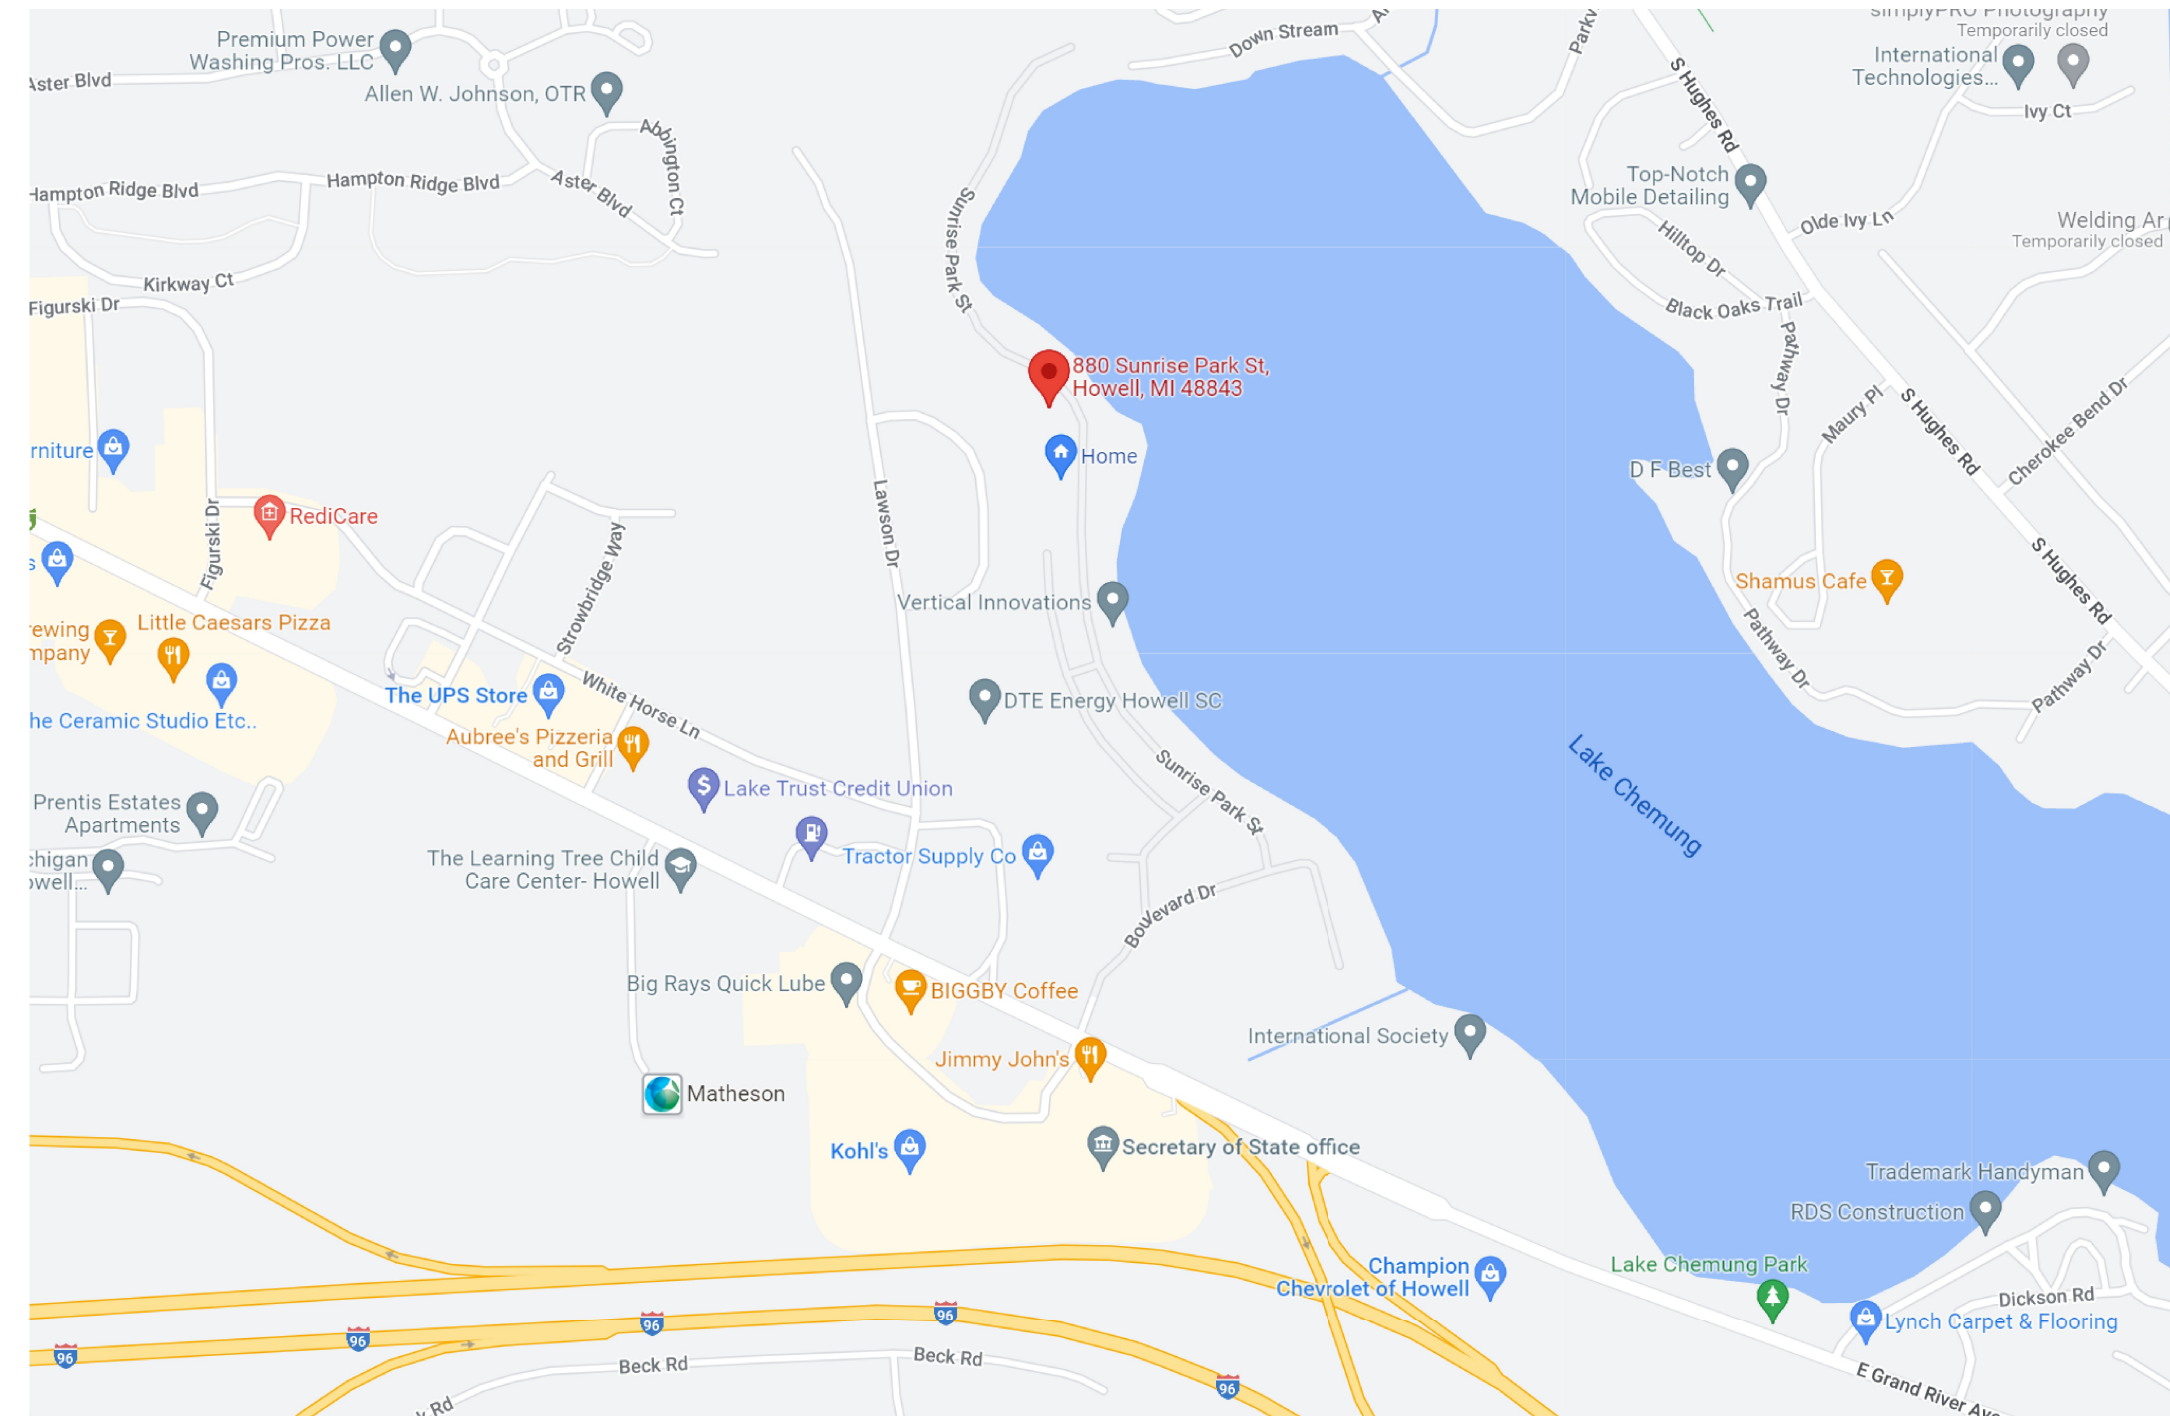 Premium Power
Washing Pros. LLC
Aster Blvd
Allen W. Johnson, OTR
Abbington Ct
Hampton Ridge Blvd
Hampton Ridge Blvd
Aster Blvd
Kirkway Ct
Figurski Dr
Down Stream
S Hughes Rd
simplyPRO Photography
Temporarily closed
International
Technologies...
Ivy Ct
Top-Notch
Mobile Detailing
Olde Ivy Ln
Welding Ar
Temporarily closed
Hilltop Dr
Black Oaks Trail
Pathway Dr
Sunrise Park St
880 Sunrise Park St,
Howell, MI 48843
Home
Maury Pl
S Hughes Rd
Cherokee Bend Dr
D F Best
rniture
RediCare
Figurski Dr
Lawson Dr
Strowbridge Way
S Hughes Rd
Shamus Cafe
s
Vertical Innovations
Little Caesars Pizza
rewing
mpany
Pathway Dr
Pathway Dr
The UPS Store
White Horse Ln
DTE Energy Howell SC
he Ceramic Studio Etc..
Aubree's Pizzeria
and Grill
Lake Trust Credit Union
Sunrise Park St
Lake Chemung
Prentis Estates
Apartments
chigan
owell...
The Learning Tree Child
Care Center- Howell
Tractor Supply Co
Boulevard Dr
Big Rays Quick Lube
BIGGBY Coffee
International Society
Jimmy John's
Matheson
Kohl's
Secretary of State office
Trademark Handyman
RDS Construction
Champion
Chevrolet of Howell
Lake Chemung Park
Dickson Rd
Lynch Carpet & Flooring
96
96
96
96
96
Beck Rd
Beck Rd
k Rd
E Grand River Ave